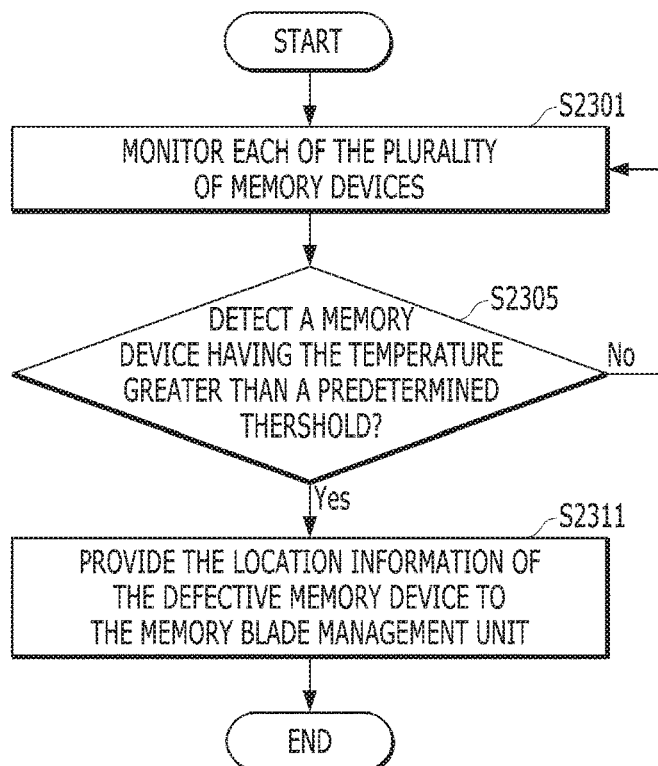 START
S2301
MONITOR EACH OF THE PLURALITY
OF MEMORY DEVICES
S2305
DETECT A MEMORY
DEVICE HAVING THE TEMPERATURE
GREATER THAN A PREDETERMINED
THERSHOLD?
No
Yes
S2311
PROVIDE THE LOCATION INFORMATION OF
THE DEFECTIVE MEMORY DEVICE TO
THE MEMORY BLADE MANAGEMENT UNIT
END